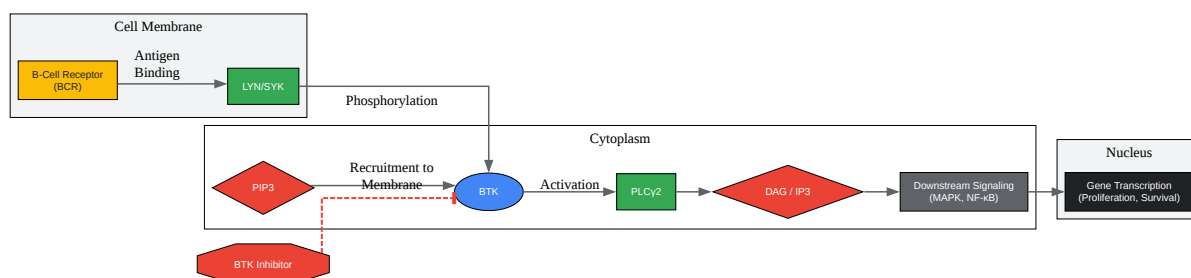 Cell Membrane
B-Cell Receptor
(BCR)
Antigen
Binding
LYN/SYK
Phosphorylation
Cytoplasm
PIP3
Recruitment to
Membrane
BTK
Activation
PLCγ2
DAG / IP3
Downstream Signaling
(MAPK, NF-κB)
Nucleus
Gene Transcription
(Proliferation, Survival)
BTK Inhibitor